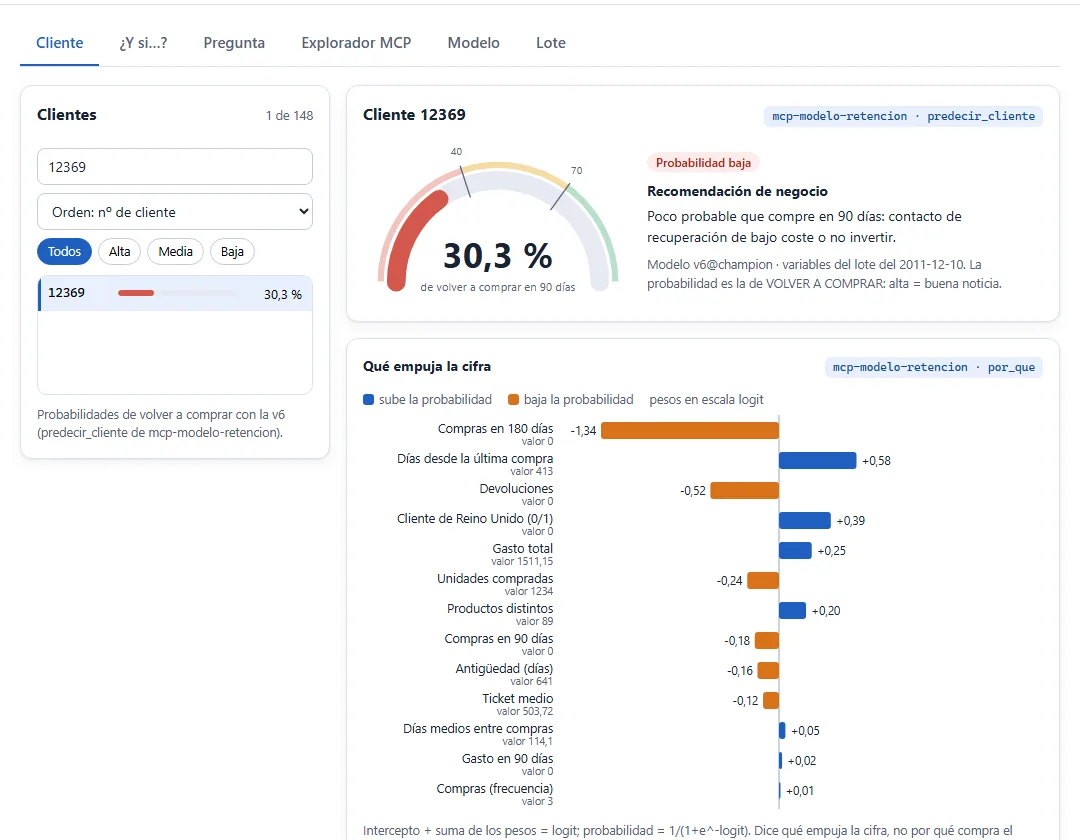 Cliente
¿Y si...?
Pregunta
Explorador MCP
Modelo
Lote
Clientes
1 de 148
12369
Orden: nº de cliente
Todos
Alta
Media
Baja
12369
30,3 %
Probabilidades de volver a comprar con la v6
(predecir_cliente de mcp-modelo-retencion).
Cliente 12369
mcp-modelo-retencion · predecir_cliente
40
70
30,3 %
de volver a comprar en 90 días
Probabilidad baja
Recomendación de negocio
Poco probable que compre en 90 días: contacto de
recuperación de bajo coste o no invertir.
Modelo v6@champion · variables del lote del 2011-12-10. La
probabilidad es la de VOLVER A COMPRAR: alta = buena noticia.
Qué empuja la cifra
mcp-modelo-retencion · por_que
sube la probabilidad
baja la probabilidad
pesos en escala logit
Compras en 180 días
valor 0
-1,34
Días desde la última compra
valor 413
+0,58
Devoluciones
valor 0
-0,52
Cliente de Reino Unido (0/1)
valor 0
+0,39
Gasto total
valor 1511,15
+0,25
Unidades compradas
valor 1234
-0,24
Productos distintos
valor 89
+0,20
Compras en 90 días
valor 0
-0,18
Antigüedad (días)
valor 641
-0,16
Ticket medio
valor 503,72
-0,12
Días medios entre compras
valor 114,1
+0,05
Gasto en 90 días
valor 0
+0,02
Compras (frecuencia)
valor 3
+0,01
Intercepto + suma de los pesos = logit; probabilidad = 1/(1+e^-logit). Dice qué empuja la cifra, no por qué compra el